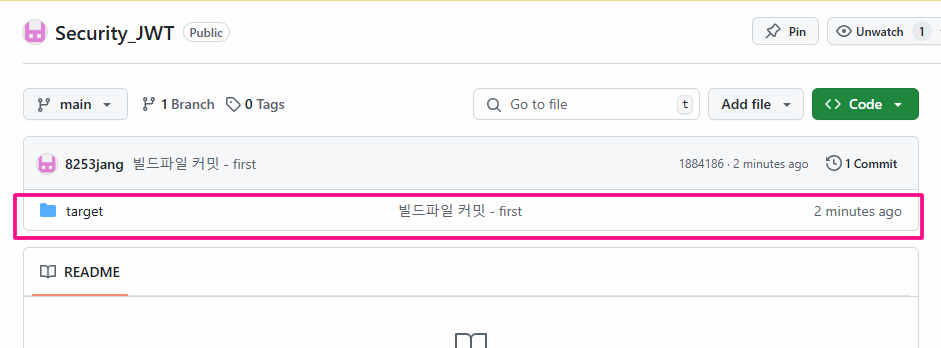 Security_JWT Public Pin Unwatch 1
main 1 Branch 0 Tags Go to file t Add file Code
8253jang 빌드파일 커밋 - first 1884186 · 2 minutes ago 1 Commit
target 빌드파일 커밋 - first 2 minutes ago
README